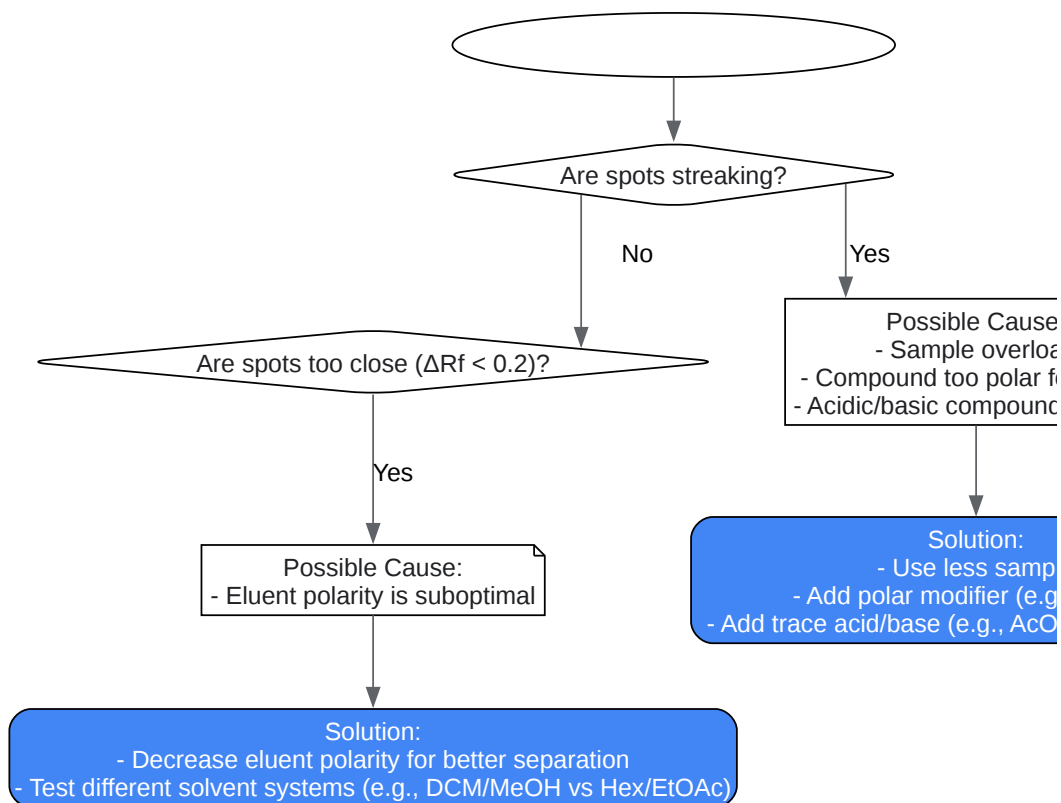 Are spots streaking?
No
Yes
Possible Cause
- Sample overloa
- Compound too polar f
- Acidic/basic compound
Are spots too close (ΔRf < 0.2)?
Yes
Possible Cause:
- Eluent polarity is suboptimal
Solution:
- Use less samp
- Add polar modifier (e.g
- Add trace acid/base (e.g., AcO
Solution:
- Decrease eluent polarity for better separation
- Test different solvent systems (e.g., DCM/MeOH vs Hex/EtOAc)